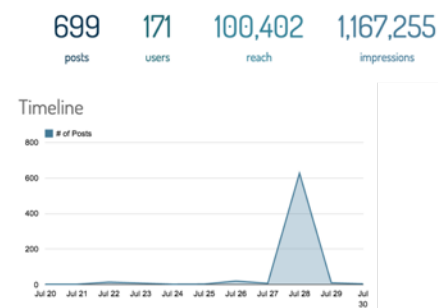 699 171 100,402 1,167,255
posts users reach impressions
Timeline
# of Posts
800
600
400
200
0
Jul 20 Jul 21 Jul 22 Jul 23 Jul 24 Jul 25 Jul 26 Jul 27 Jul 28 Jul 29 Jul
30